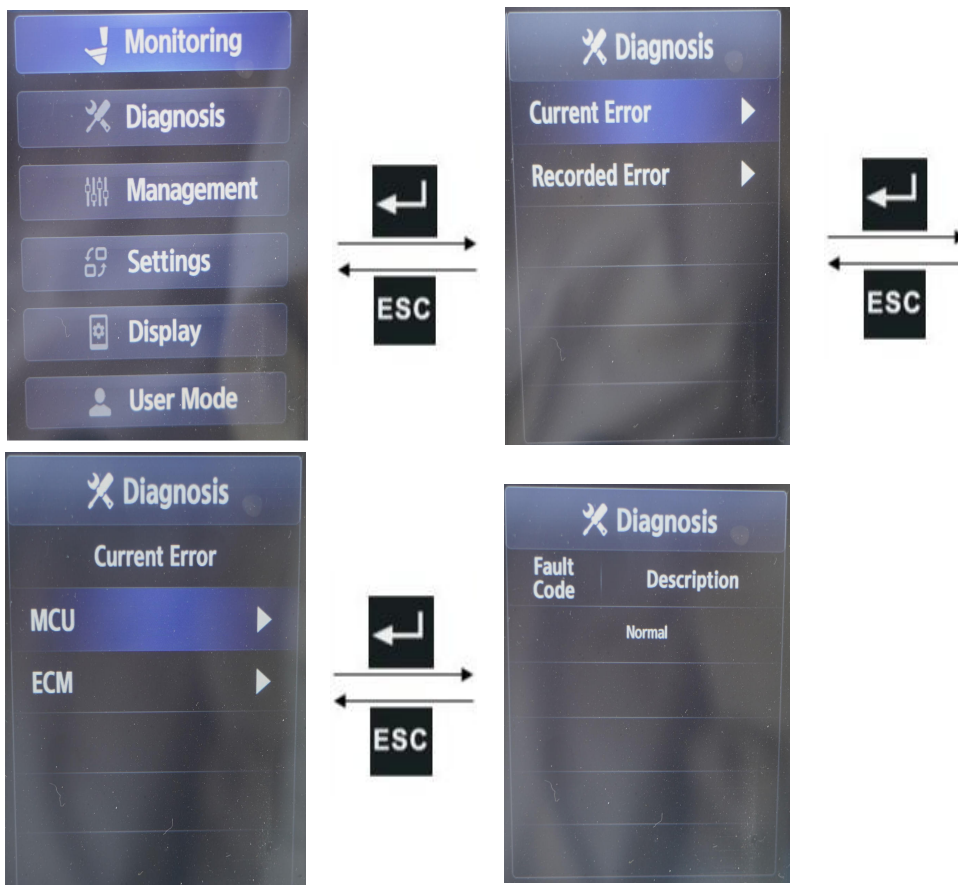 Monitoring
Diagnosis
Management
Settings
Display
User Mode
ESC
Diagnosis
Current Error
Recorded Error
ESC
Diagnosis
Current Error
MCU
ECM
ESC
Diagnosis
Fault
Code
Description
Normal